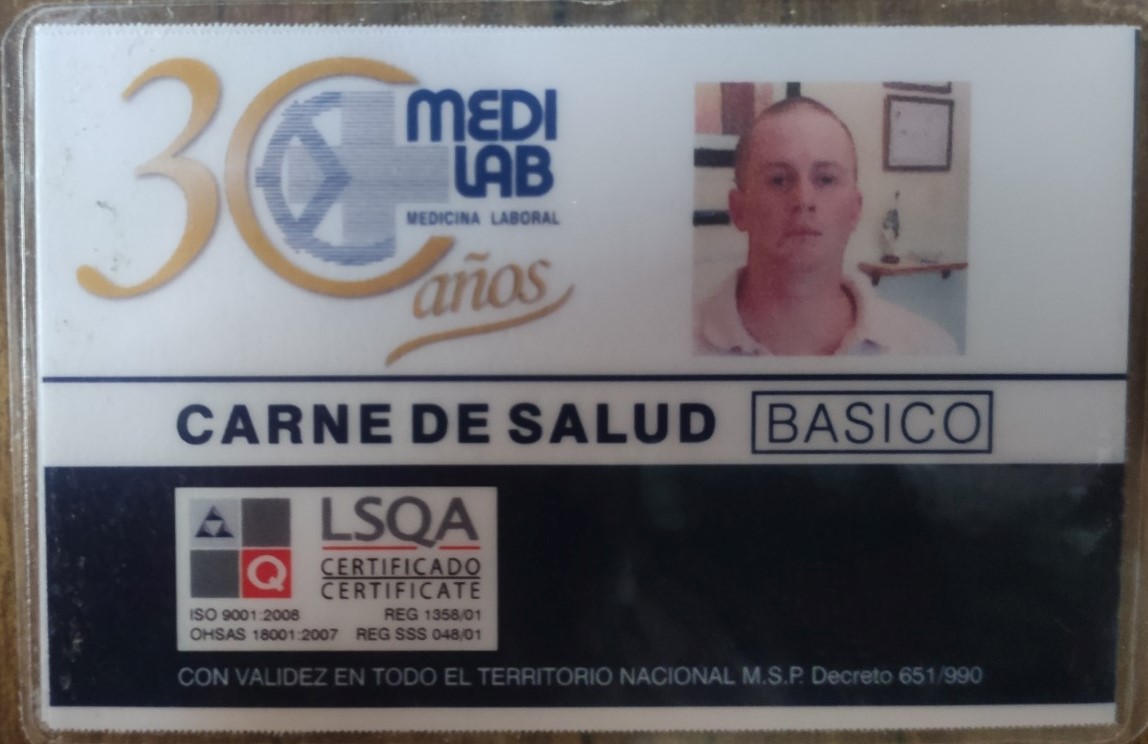 30 años
MEDI
LAB
MEDICINA LABORAL
CARNE DE SALUD BASICO
LSQA
Q
CERTIFICADO
CERTIFICATE
ISO 9001:2008 REG 1358/01
OHSAS 18001:2007 REG SSS 048/01
CON VALIDEZ EN TODO EL TERRITORIO NACIONAL M.S.P. Decreto 651/990